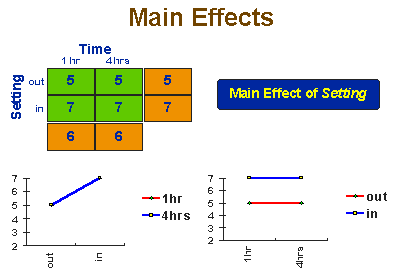 Main Effects
Time
1 hr 4hrs
Setting
out 5 5 5
in 7 7 7
6 6
Main Effect of Setting
7
6
5
4
3
2
out in
1hr
4hrs
7
6
5
4
3
2
1hr 4hrs
out
in